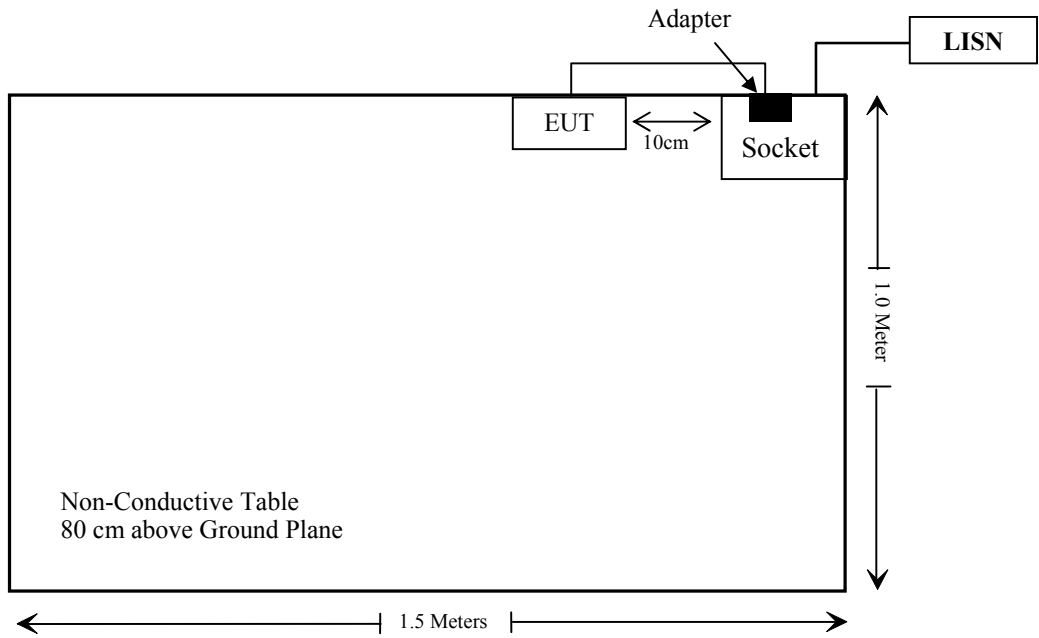 Adapter
LISN
EUT
10cm
Socket
1.0 Meter
Non-Conductive Table
80 cm above Ground Plane
1.5 Meters